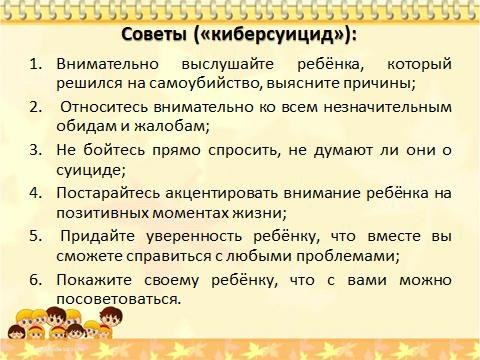 Советы («киберсуицид»):
1. Внимательно выслушайте ребёнка, который
решился на самоубийство, выясните причины;
2. Относитесь внимательно ко всем незначительным
обидам и жалобам;
3. Не бойтесь прямо спросить, не думают ли они о
суициде;
4. Постарайтесь акцентировать внимание ребёнка на
позитивных моментах жизни;
5. Придайте уверенность ребёнку, что вместе вы
сможете справиться с любыми проблемами;
6. Покажите своему ребёнку, что с вами можно
посоветоваться.